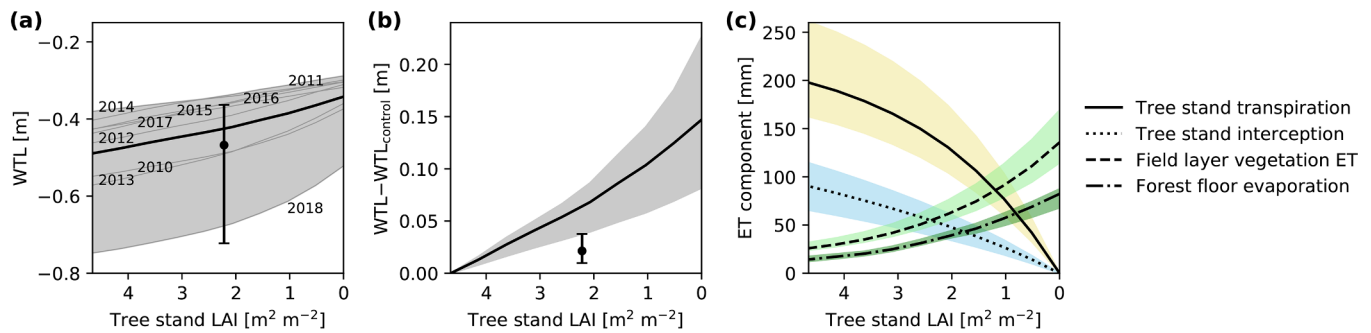 (a)
−0.2
−0.4
−0.6
−0.8
WTL [m]
2014
2012
2013
2017
2010
2015
2016
2011
2018
4 3 2 1 0
Tree stand LAI [m² m⁻²]
(b)
0.20
0.15
0.10
0.05
0.00
WTL−WTLcontrol [m]
4 3 2 1 0
Tree stand LAI [m² m⁻²]
(c)
250
200
150
100
50
0
ET component [mm]
4 3 2 1 0
Tree stand LAI [m² m⁻²]
Tree stand transpiration
Tree stand interception
Field layer vegetation ET
Forest floor evaporation